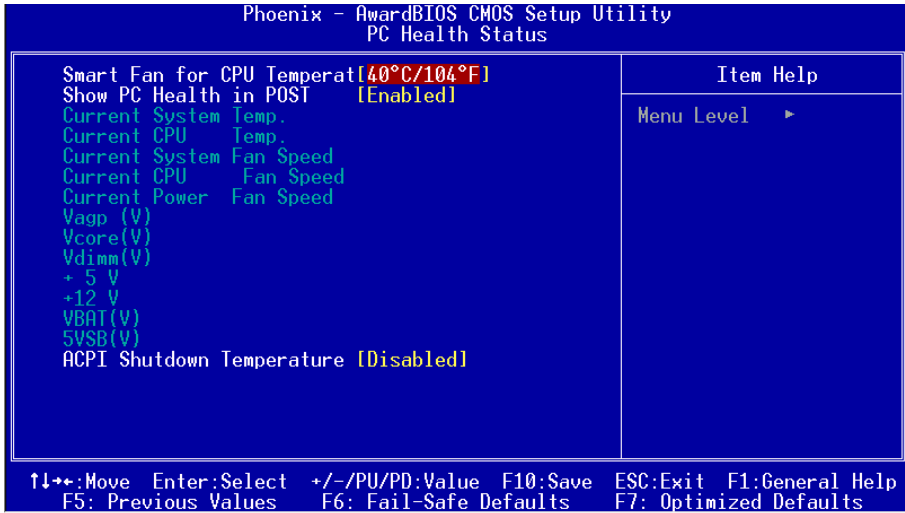 Phoenix - AwardBIOS CMOS Setup Utility
PC Health Status
Smart Fan for CPU Temperat[40°C/104°F]
Show PC Health in POST [Enabled]
Current System Temp.
Current CPU Temp.
Current System Fan Speed
Current CPU Fan Speed
Current Power Fan Speed
Vagp (V)
Vcore(V)
Vdimm(V)
+ 5 V
+12 V
VBAT(V)
5VSB(V)
ACPI Shutdown Temperature [Disabled]
Item Help
Menu Level ►
↑↓→←:Move Enter:Select +/-/PU/PD:Value F10:Save ESC:Exit F1:General Help
F5: Previous Values F6: Fail-Safe Defaults F7: Optimized Defaults